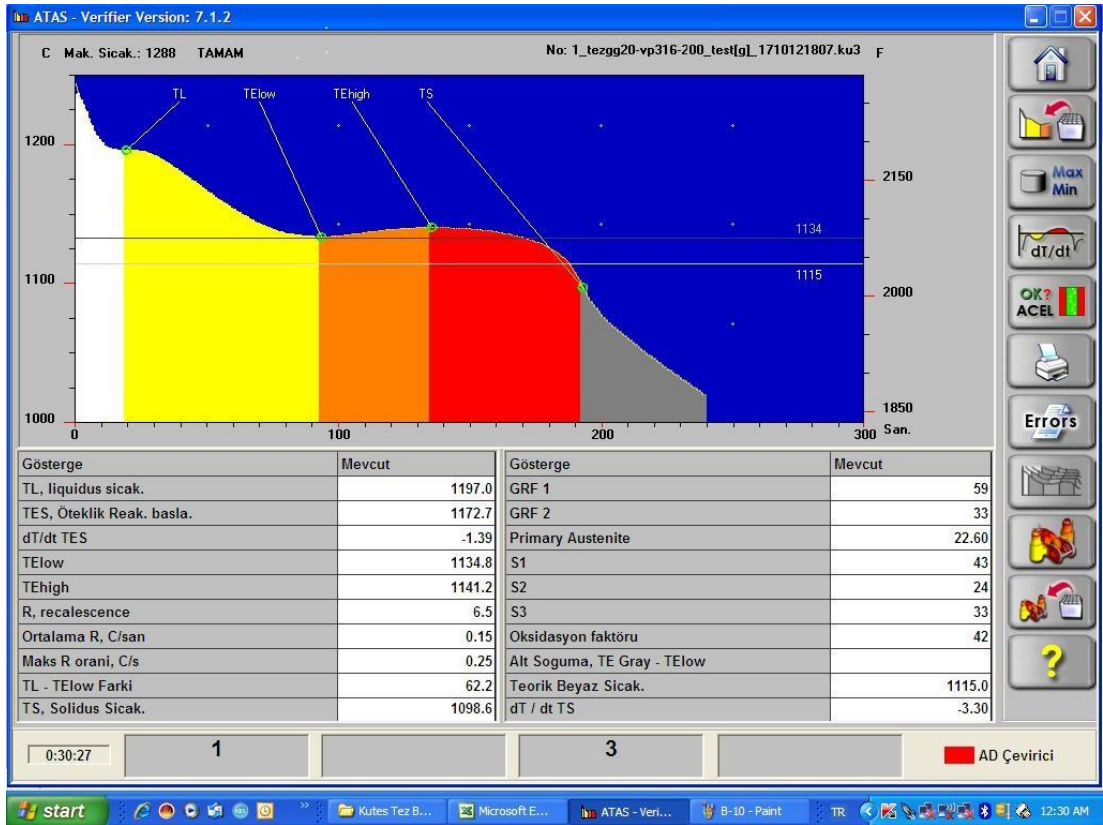 ATAS - Verifier Version: 7.1.2
C Mak. Sicak.: 1288 TAMAM No: 1_tezgg20-vp316-200_test[g]_1710121807.ku3 F
TL TElow TEhigh TS
1200
2150
1134
1115
1100
2000
1000
1850
0 100 200 300 San.
Max
Min
dT/dt
OK?
ACEL
Errors
?
Gösterge Mevcut Gösterge Mevcut
TL, liquidus sicak. 1197.0 GRF 1 59
TES, Öteklik Reak. basla. 1172.7 GRF 2 33
dT/dt TES -1.39 Primary Austenite 22.60
TElow 1134.8 S1 43
TEhigh 1141.2 S2 24
R, recalescence 6.5 S3 33
Ortalama R, C/san 0.15 Oksidasyon faktöru 42
Maks R orani, C/s 0.25 Alt Soguma, TE Gray - TElow
TL - TElow Farki 62.2 Teorik Beyaz Sicak. 1115.0
TS, Solidus Sicak. 1098.6 dT / dt TS -3.30
0:30:27 1 3 AD Çevirici
start Kutes Tez B... Microsoft E... ATAS - Veri... B-10 - Paint TR 12:30 AM